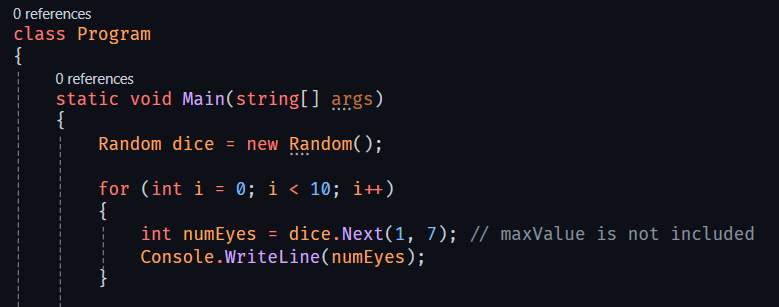 0 references
class Program
{
0 references
static void Main(string[] args)
{
Random dice = new Random();
for (int i = 0; i < 10; i++)
{
int numEyes = dice.Next(1, 7); // maxValue is not included
Console.WriteLine(numEyes);
}